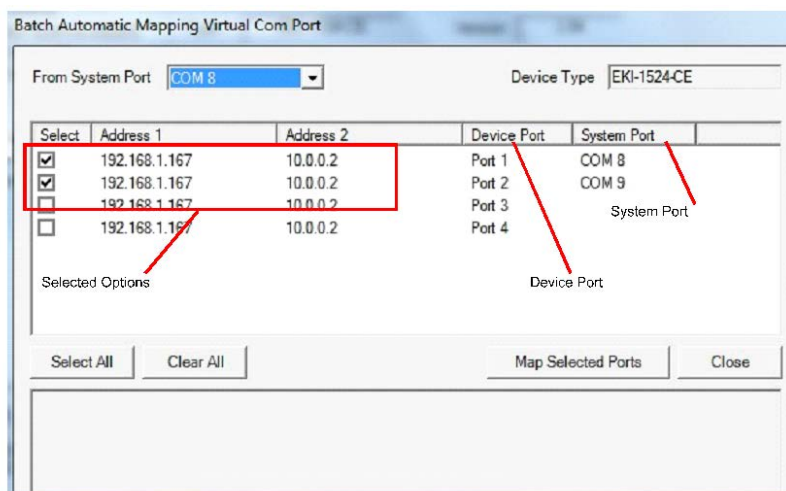 Batch Automatic Mapping Virtual Com Port
From System Port COM 8 Device Type EKI-1524-CE
Select Address 1 Address 2 Device Port System Port
192.168.1.167 10.0.0.2 Port 1 COM 8
192.168.1.167 10.0.0.2 Port 2 COM 9
192.168.1.167 10.0.0.2 Port 3
System Port
192.168.1.167 10.0.0.2 Port 4
Selected Options Device Port
Select All Clear All Map Selected Ports Close